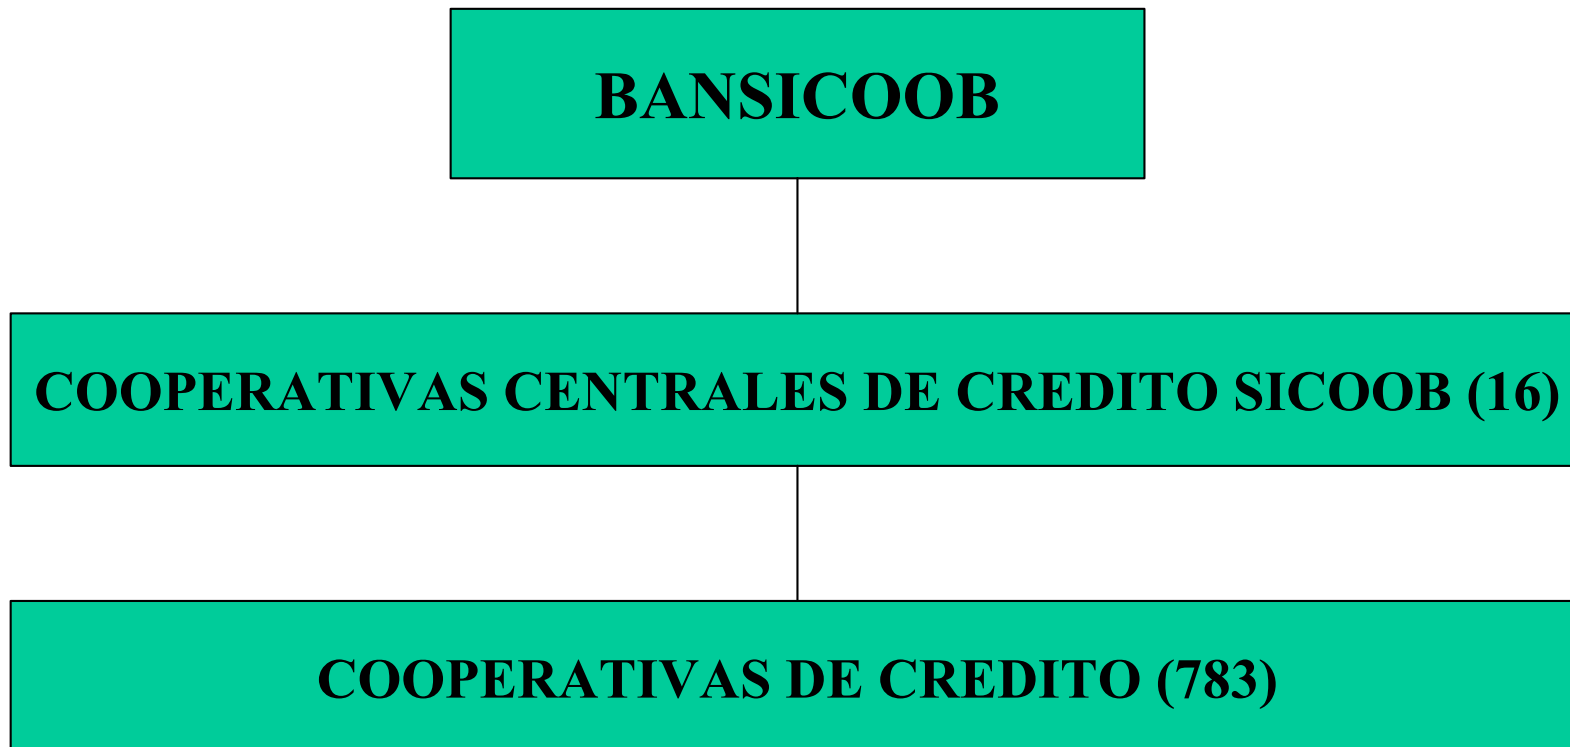 BANSICOOB
COOPERATIVAS CENTRALES DE CREDITO SICOOB (16)
COOPERATIVAS DE CREDITO (783)